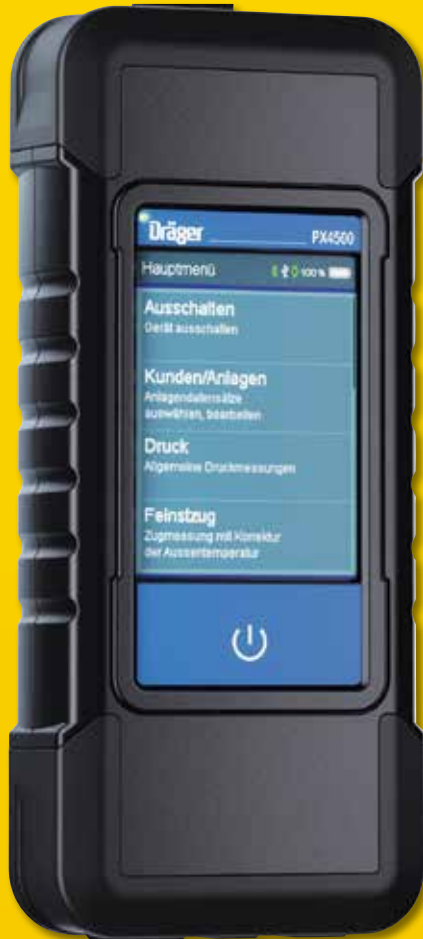 Dräger PX4500
Hauptmenü 100 %
Ausschalten
Gerät ausschalten
Kunden/Anlagen
Anlagendatensätze
auswählen, bearbeiten
Druck
Allgemeine Druckmessungen
Feinstzug
Zugmessung mit Korrektur
der Aussentemperatur